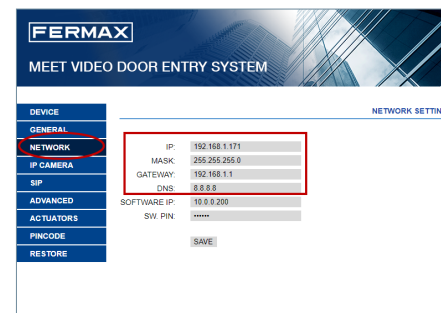 FERMAX
MEET VIDEO DOOR ENTRY SYSTEM
NETWORK SETTIN
DEVICE
GENERAL
NETWORK
IP CAMERA
SIP
ADVANCED
ACTUATORS
PINCODE
RESTORE
IP: 192.168.1.171
MASK: 255.255.255.0
GATEWAY: 192.168.1.1
DNS: 8.8.8.8
SOFTWARE IP: 10.0.0.200
SW. PIN: ••••••
SAVE